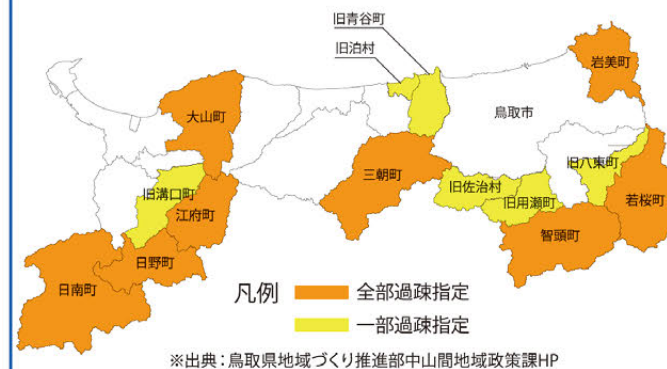 旧青谷町
旧泊村
岩美町
大山町
鳥取市
三朝町
旧八東町
旧溝口町
旧佐治村
旧用瀬町
若桜町
江府町
智頭町
日野町
日南町
凡例
全部過疎指定
一部過疎指定
※出典:鳥取県地域づくり推進部中山間地域政策課HP